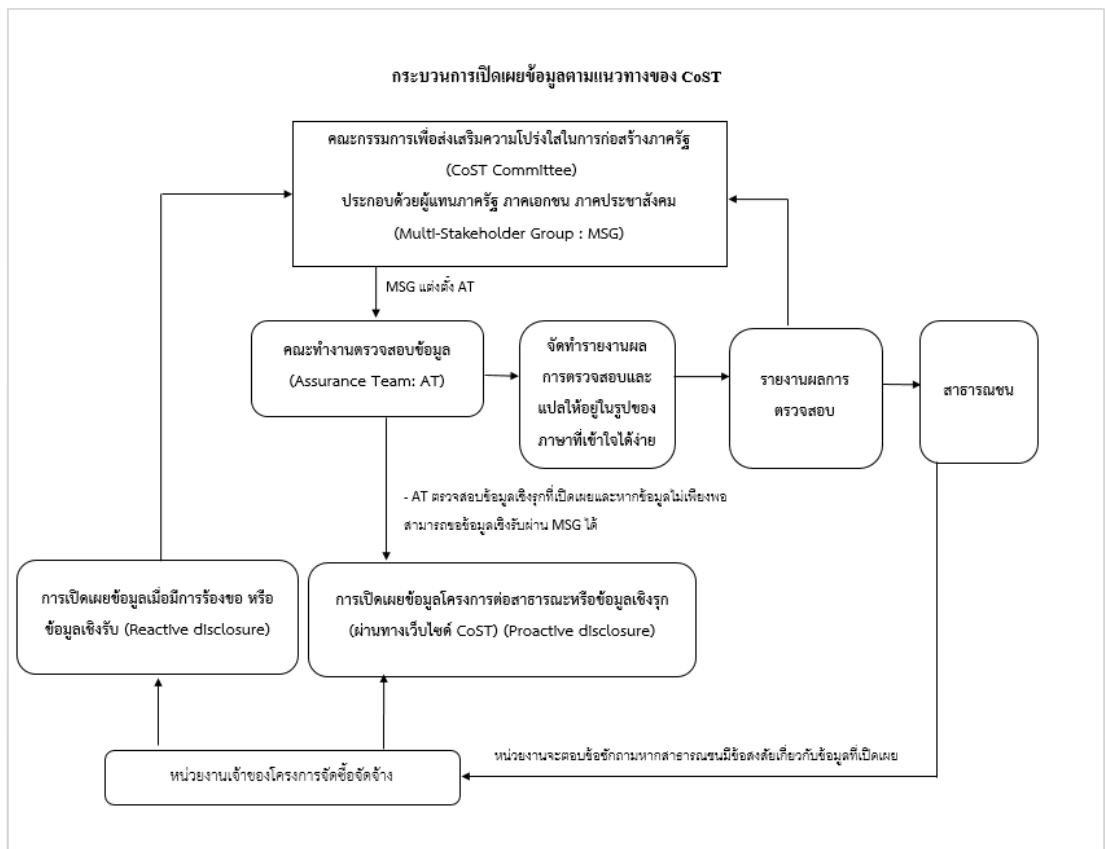 กระบวนการเปิดเผยข้อมูลตามแนวทางของ CoST
คณะกรรมการเพื่อส่งเสริมความโปร่งใสในการก่อสร้างภาครัฐ
(CoST Committee)
ประกอบด้วยผู้แทนภาครัฐ ภาคเอกชน ภาคประชาสังคม
(Multi-Stakeholder Group : MSG)
MSG แต่งตั้ง AT
คณะทำงานตรวจสอบข้อมูล
(Assurance Team: AT)
จัดทำรายงานผล
การตรวจสอบและ
แปลให้อยู่ในรูปของ
ภาษาที่เข้าใจได้ง่าย
รายงานผลการ
ตรวจสอบ
สาธารณชน
- AT ตรวจสอบข้อมูลเชิงรุกที่เปิดเผยและหากข้อมูลไม่เพียงพอ
สามารถขอข้อมูลเชิงรับผ่าน MSG ได้
การเปิดเผยข้อมูลเมื่อมีการร้องขอ หรือ
ข้อมูลเชิงรับ (Reactive disclosure)
การเปิดเผยข้อมูลโครงการต่อสาธารณะหรือข้อมูลเชิงรุก
(ผ่านทางเว็บไซต์ CoST) (Proactive disclosure)
หน่วยงานจะตอบข้อซักถามหากสาธารณชนมีข้อสงสัยเกี่ยวกับข้อมูลที่เปิดเผย
หน่วยงานเจ้าของโครงการจัดซื้อจัดจ้าง